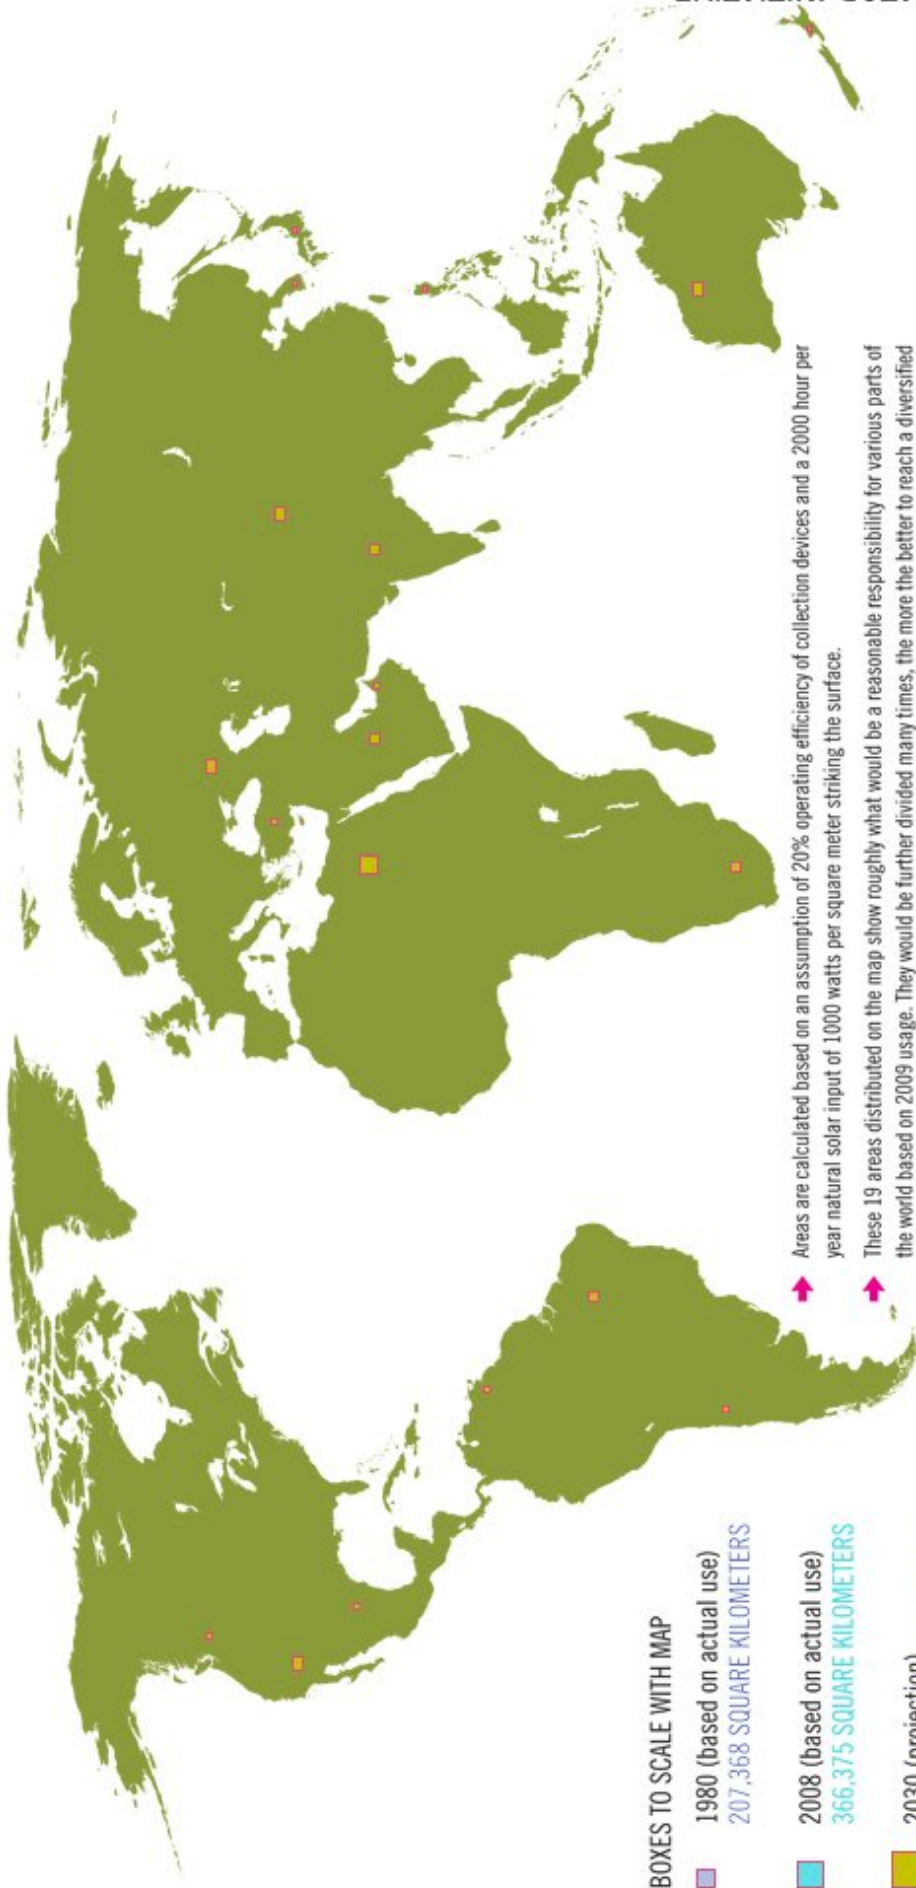 BOXES TO SCALE WITH MAP
1980 (based on actual use)
207,368 SQUARE KILOMETERS
2008 (based on actual use)
366,375 SQUARE KILOMETERS
2030 (projection)
Areas are calculated based on an assumption of 20% operating efficiency of collection devices and a 2000 hour per
year natural solar input of 1000 watts per square meter striking the surface.
These 19 areas distributed on the map show roughly what would be a reasonable responsibility for various parts of
the world based on 2009 usage. They would be further divided many times, the more the better to reach a diversified